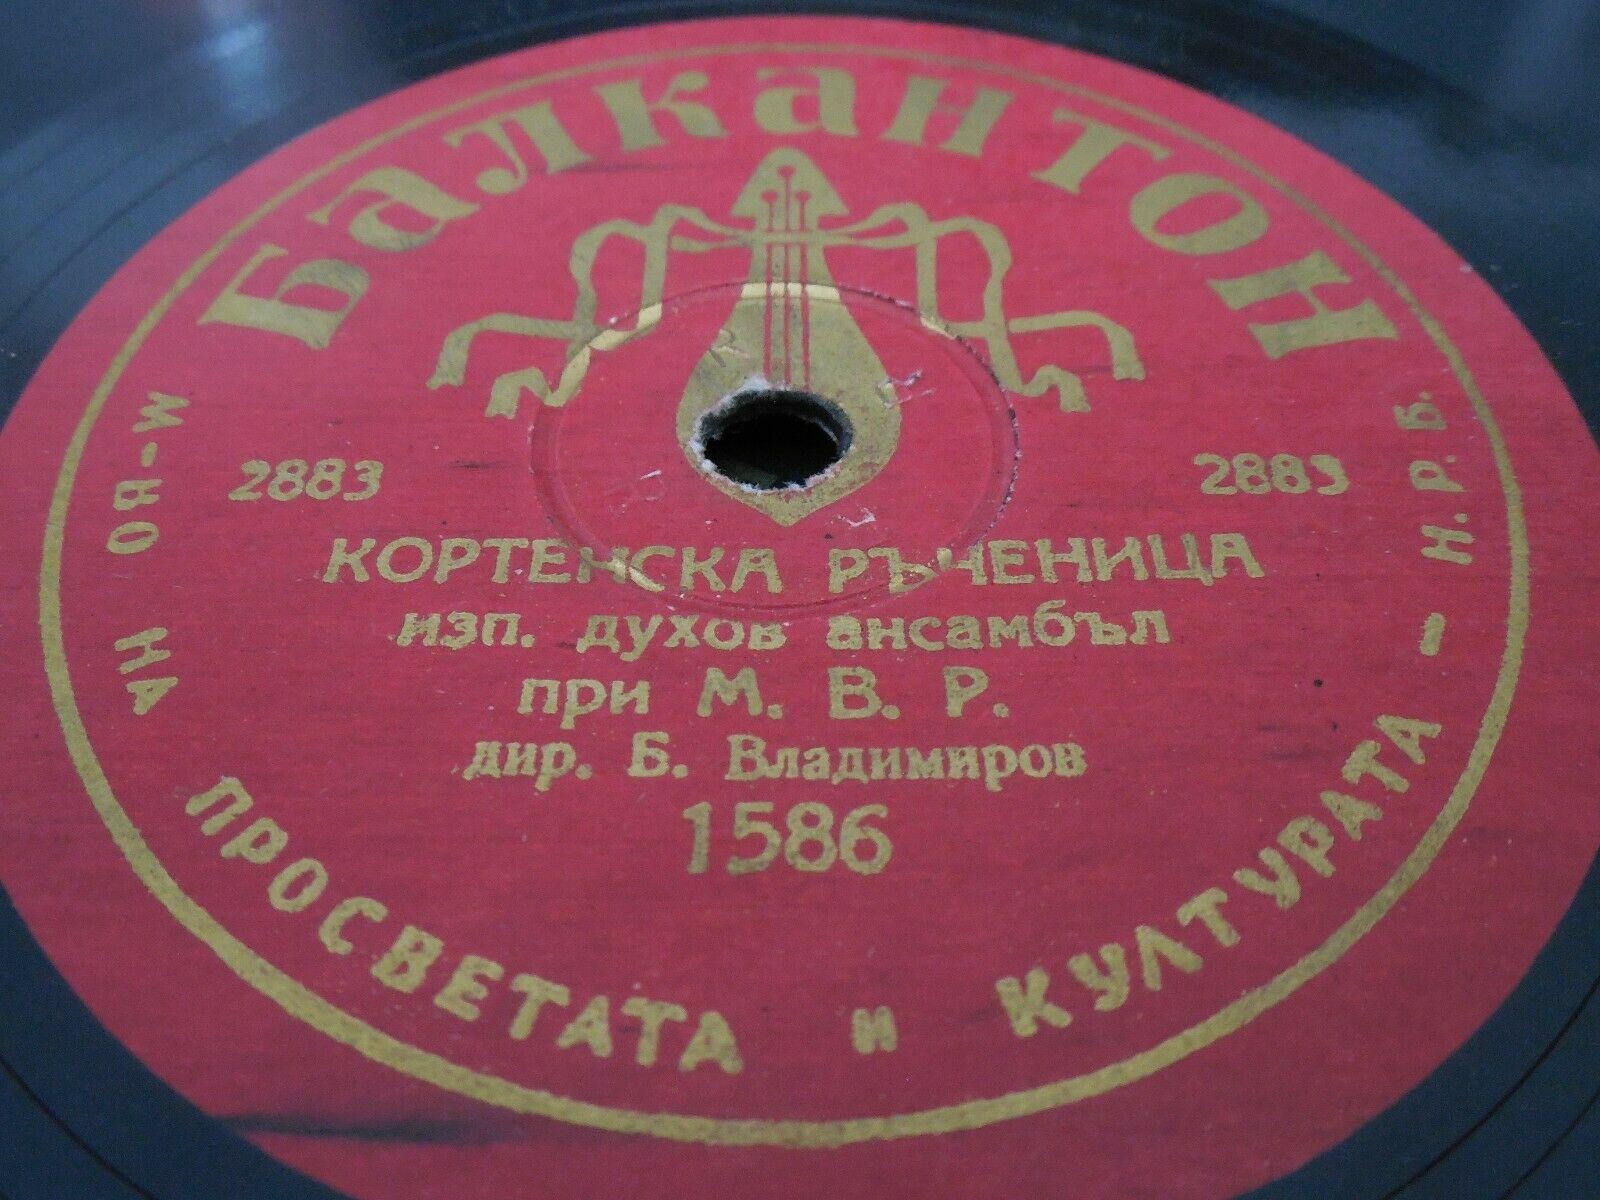 Балкантон
2883 2883
КОРТЕНСКА РЪЧЕНИЦА
изп. духов ансамбъл
при М. В. Р.
дир. Б. Владимиров
1586
М-ВО НА ПРОСВЕТАТА и КУЛТУРАТА – Н.Р.Б.